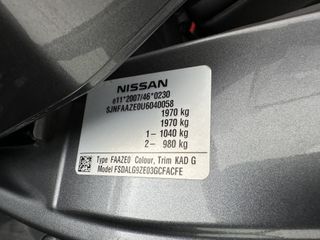 NISSAN
e11*2007/46*0230
SJNFAAZE0U6040058
1970 kg
1970 kg
1- 1040 kg
2- 980 kg
Type FAAZE0 Colour, Trim KAD G
Model FSDALG9ZE03GCFACFE